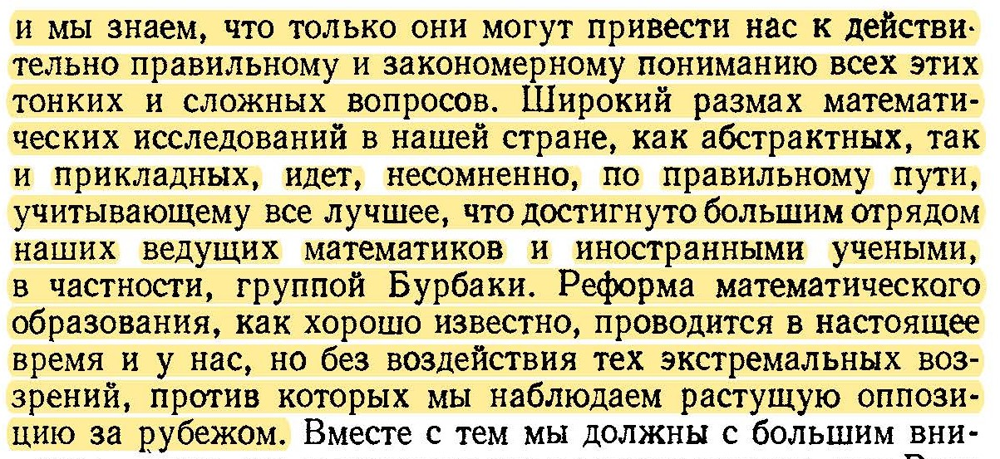 и мы знаем, что только они могут привести нас к действи-
тельно правильному и закономерному пониманию всех этих
тонких и сложных вопросов. Широкий размах математи-
ческих исследований в нашей стране, как абстрактных, так
и прикладных, идет, несомненно, по правильному пути,
учитывающему все лучшее, что достигнуто большим отрядом
наших ведущих математиков и иностранными учеными,
в частности, группой Бурбаки. Реформа математического
образования, как хорошо известно, проводится в настоящее
время и у нас, но без воздействия тех экстремальных воз-
зрений, против которых мы наблюдаем растущую оппози-
цию за рубежом. Вместе с тем мы должны с большим вни-